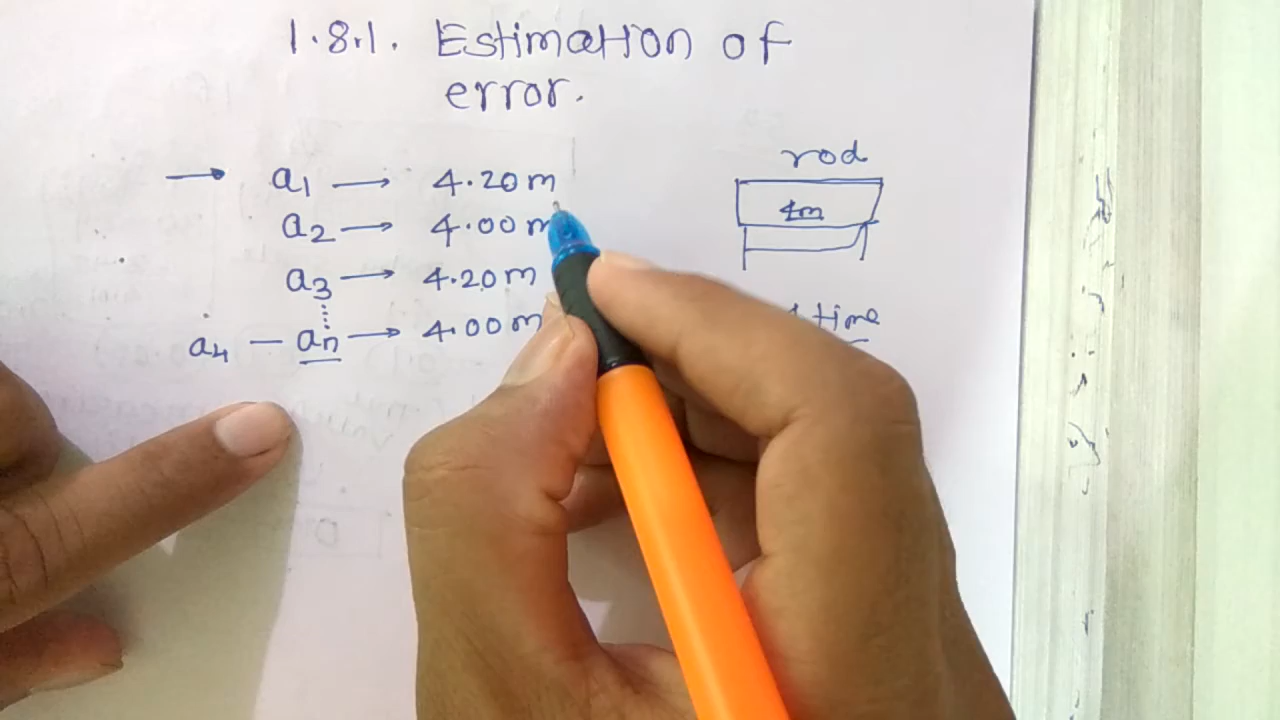 1.8.1. Estimation of
error.
→ a1 → 4.20m
a2 → 4.00m
a3 → 4.20m
a4 — an → 4.00m
rod
4m
time